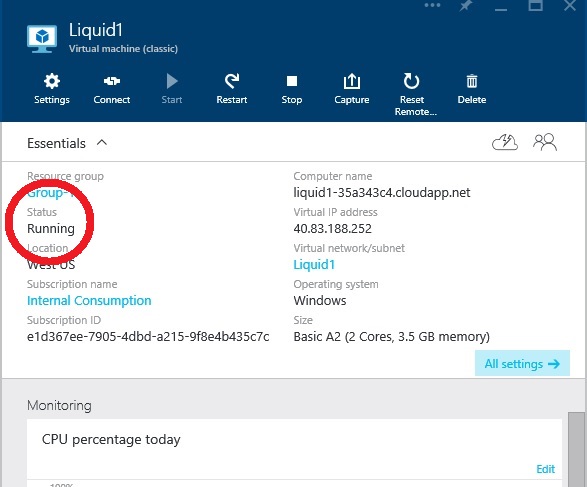 Liquid1
Virtual machine (classic)
Settings
Connect
Start
Restart
Stop
Capture
Reset
Remote...
Delete
Essentials
Resource group
Group-1
Status
Running
Location
West US
Subscription name
Internal Consumption
Subscription ID
e1d367ee-7905-4dbd-a215-9f8e4b435c7c
Computer name
liquid1-35a343c4.cloudapp.net
Virtual IP address
40.83.188.252
Virtual network/subnet
Liquid1
Operating system
Windows
Size
Basic A2 (2 Cores, 3.5 GB memory)
All settings →
Monitoring
CPU percentage today
Edit
100%